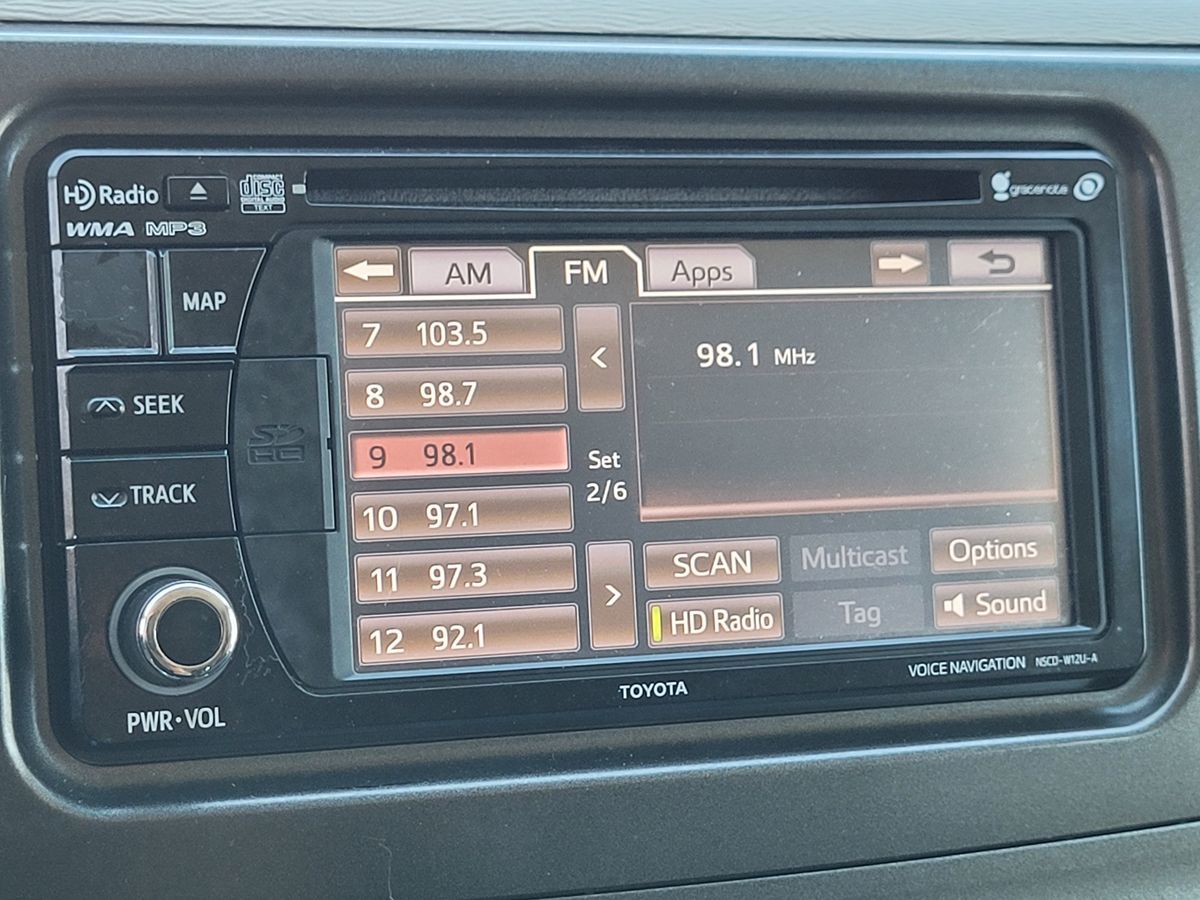 HD Radio
COMPACT
disc
DIGITAL AUDIO
TEXT
gracenote
WMA MP3
MAP
SEEK
TRACK
SD
HC
PWR•VOL
AM
FM
Apps
7 103.5
8 98.7
9 98.1
10 97.1
11 97.3
12 92.1
<
Set
2/6
>
98.1 MHz
SCAN
Multicast
Options
HD Radio
Tag
Sound
TOYOTA
VOICE NAVIGATION NSCD-W12U-A